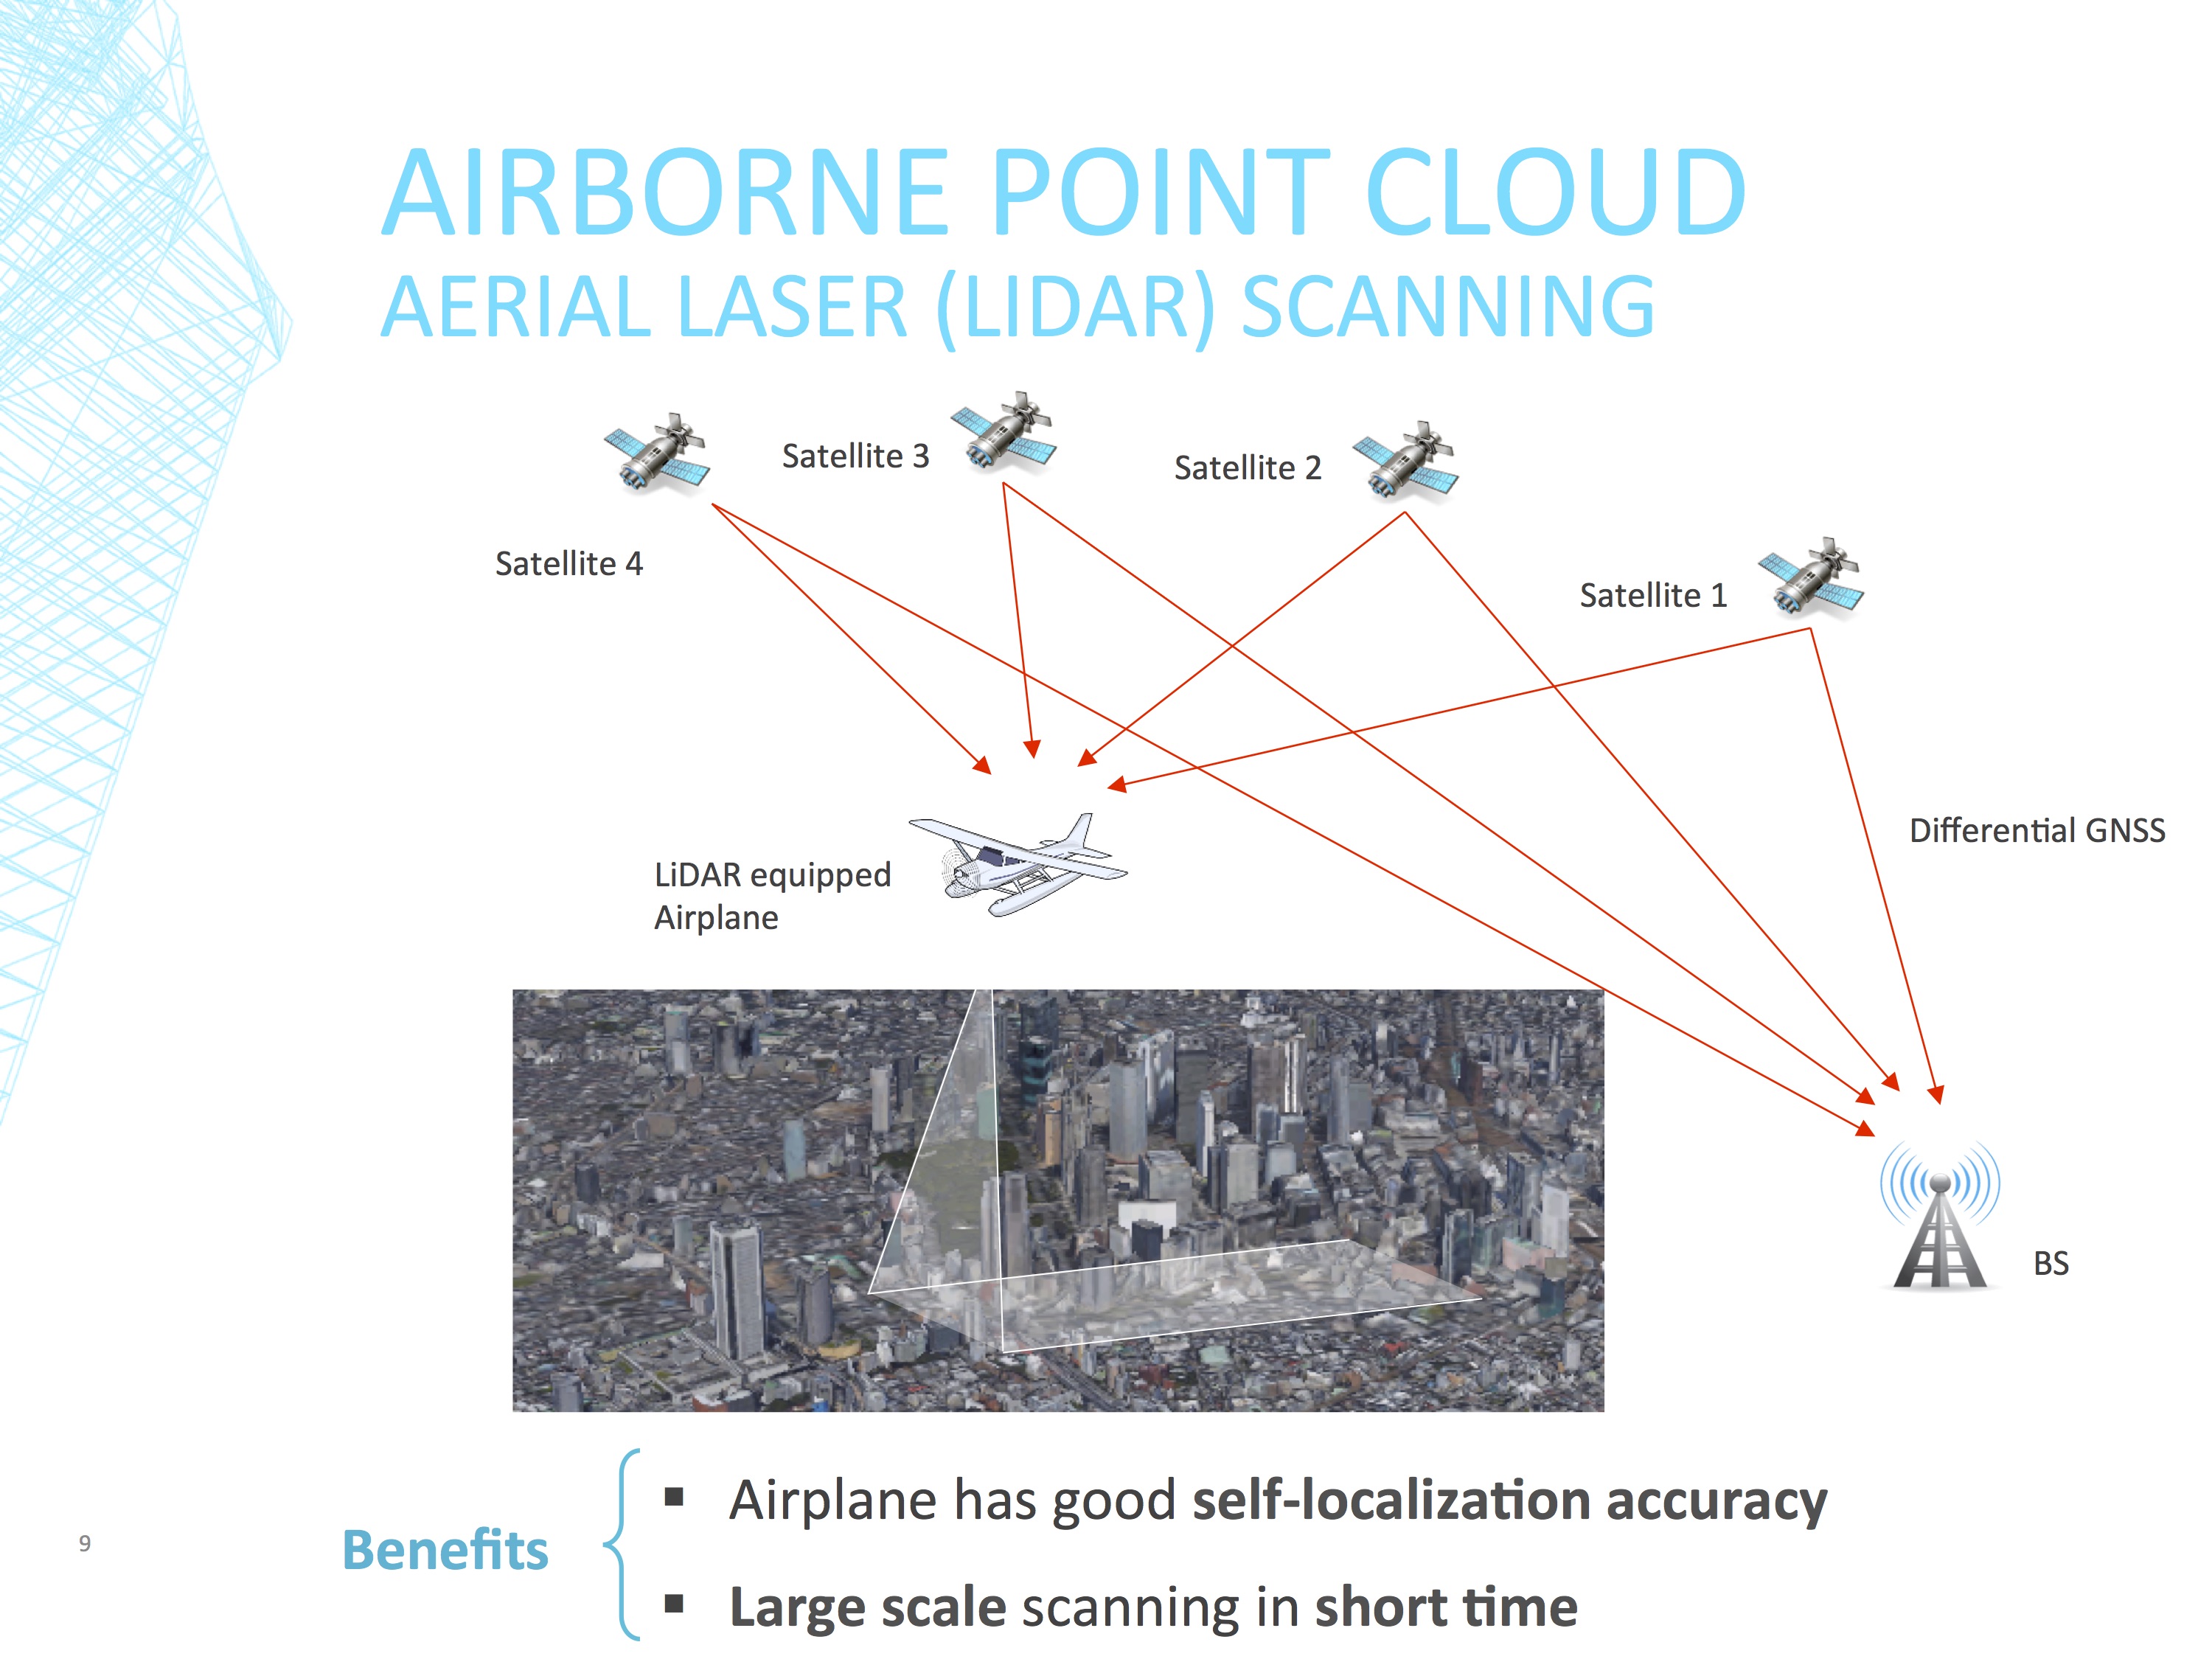 AIRBORNE POINT CLOUD
AERIAL LASER (LIDAR) SCANNING
Satellite 3
Satellite 2
Satellite 4
Satellite 1
Differential GNSS
LiDAR equipped
Airplane
BS
Benefits
▪ Airplane has good self-localization accuracy
▪ Large scale scanning in short time
9